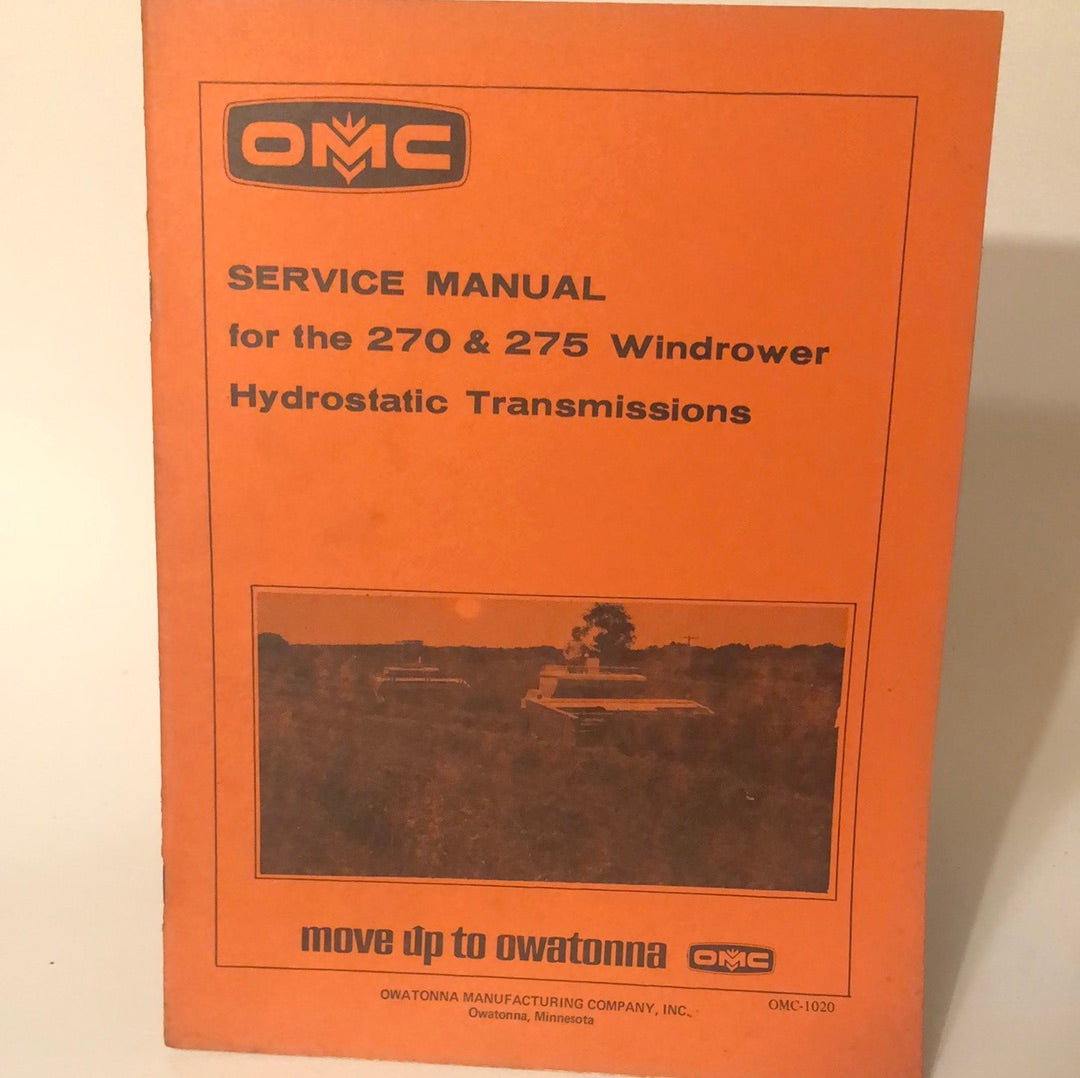 OMC
SERVICE MANUAL
for the 270 & 275 Windrower
Hydrostatic Transmissions
move up to owatonna OMC
OWATONNA MANUFACTURING COMPANY, INC.
Owatonna, Minnesota
OMC-1020